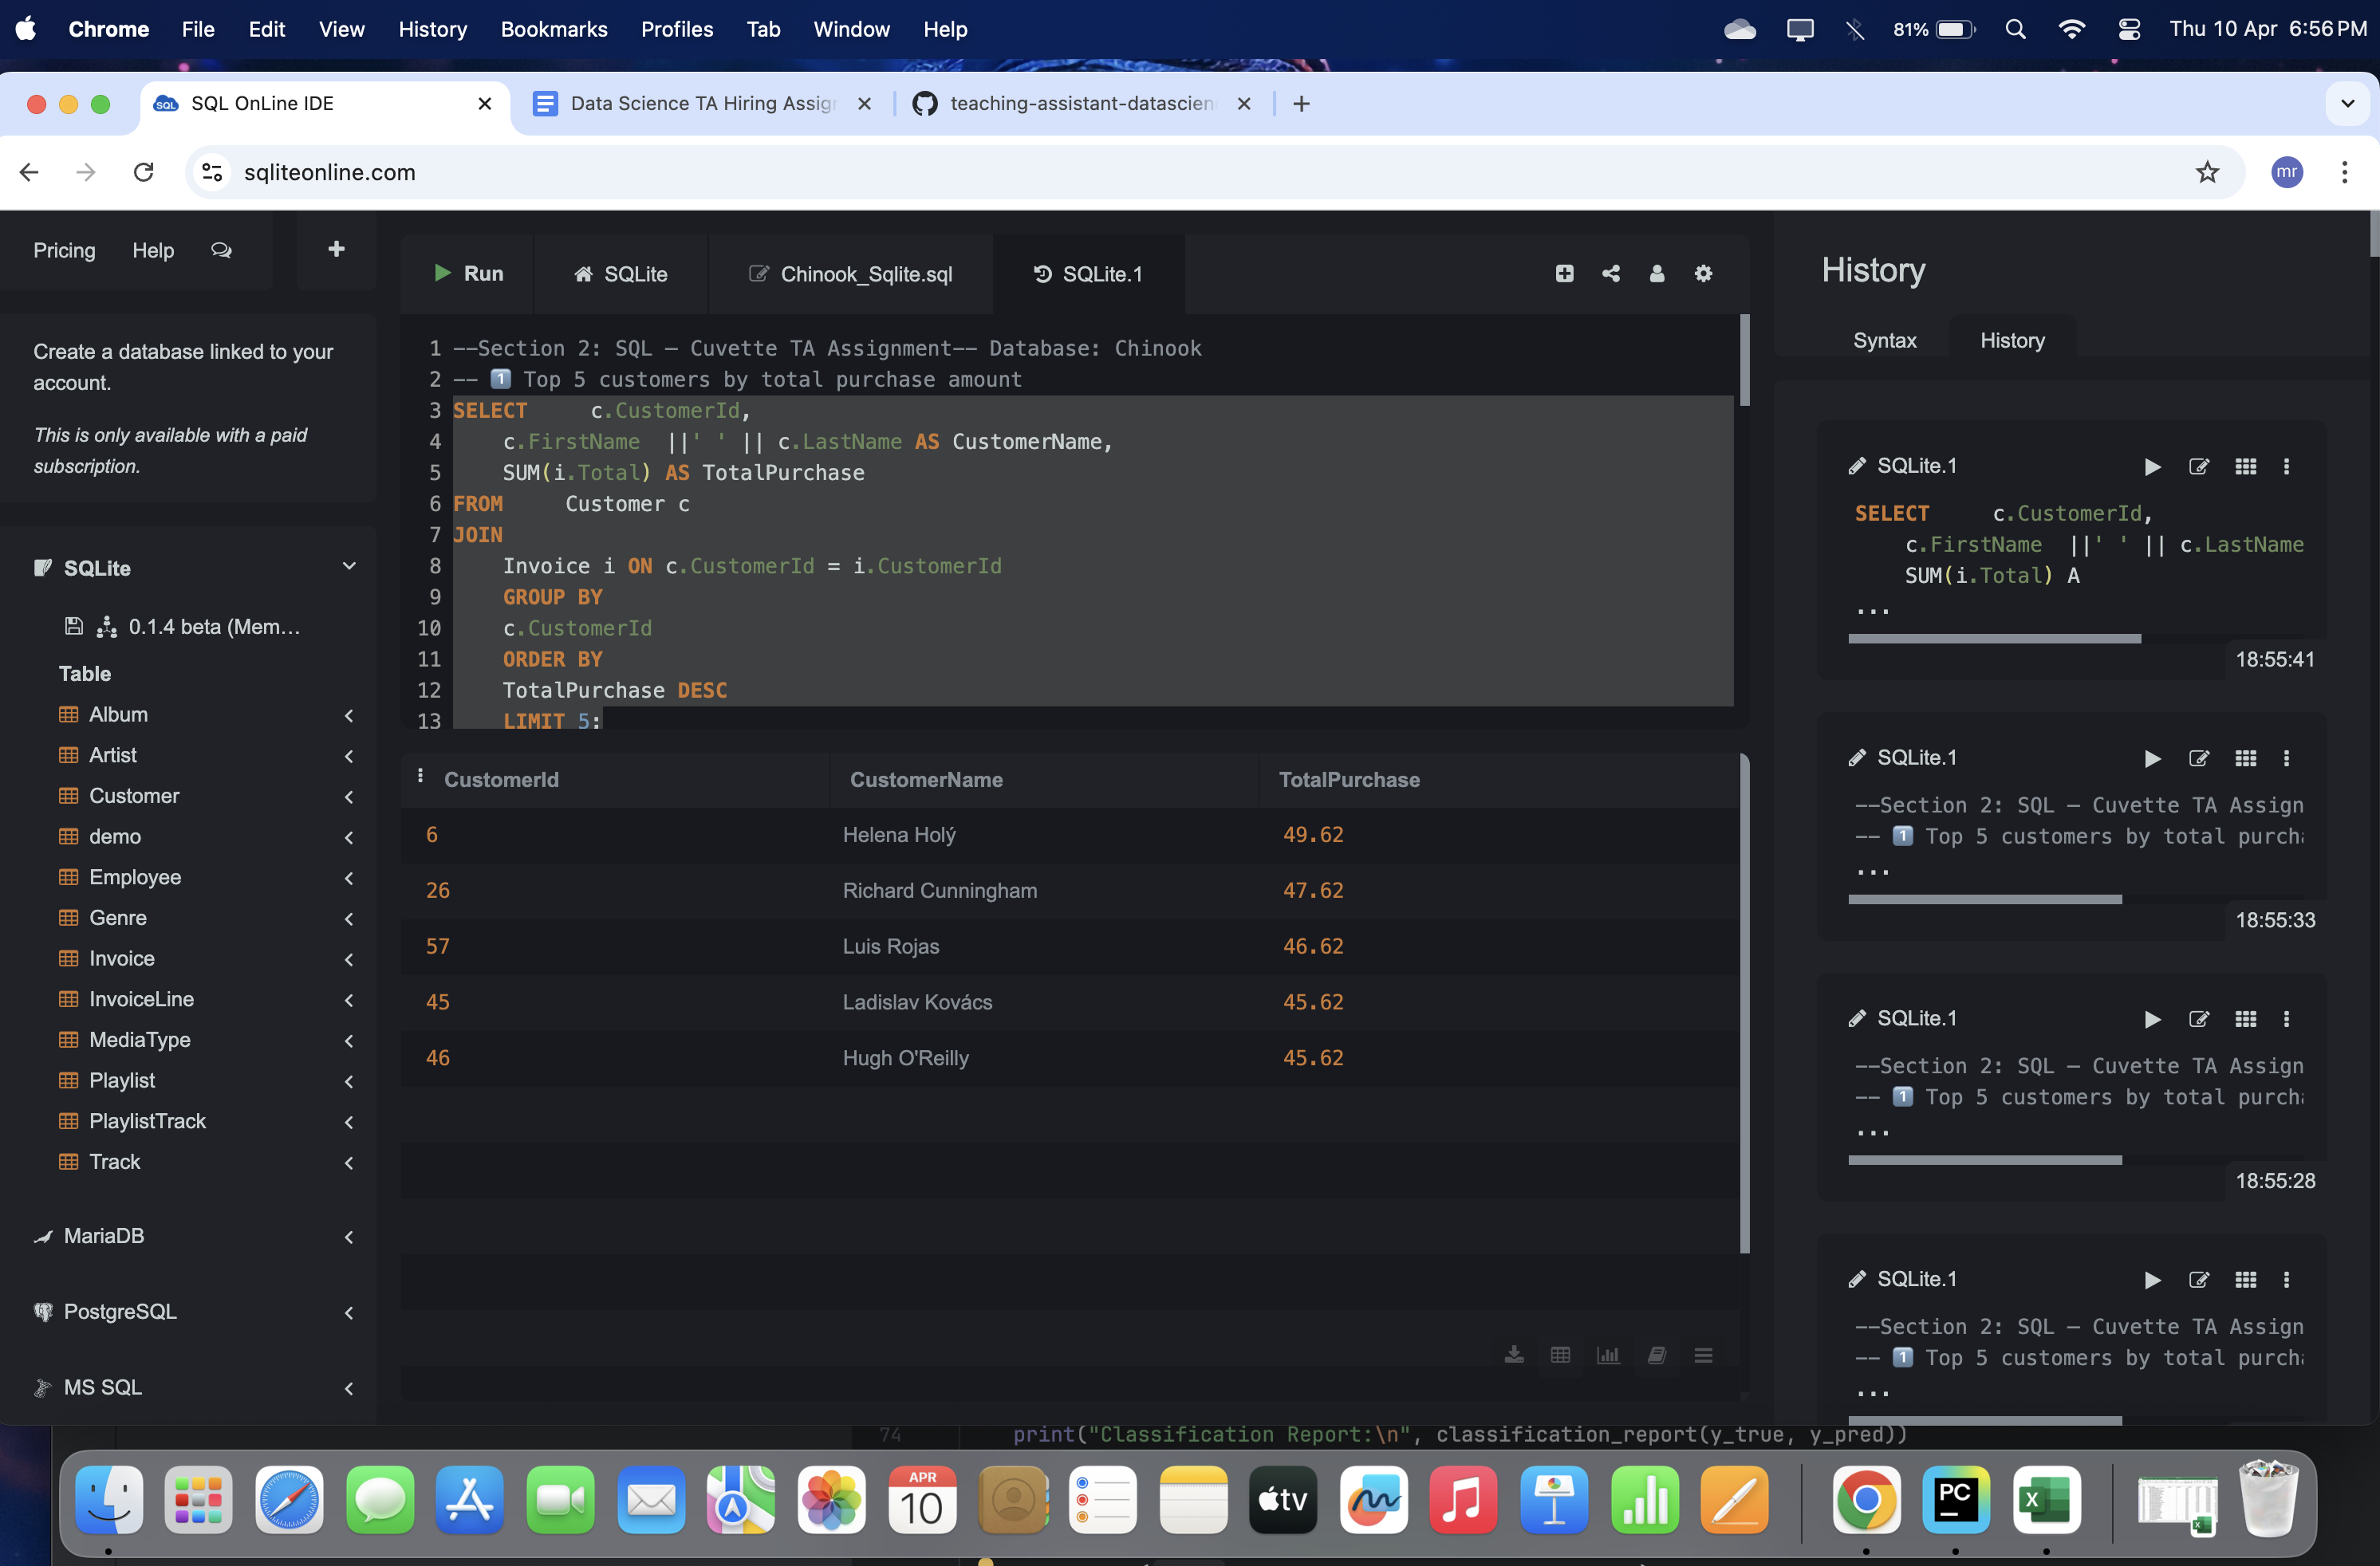 Chrome File Edit View History Bookmarks Profiles Tab Window Help 81% Thu 10 Apr 6:56 PM
SQL OnLine IDE Data Science TA Hiring Assig teaching-assistant-datascien
sqliteonline.com mr
Pricing Help
Create a database linked to your
account.
This is only available with a paid
subscription.
SQLite
0.1.4 beta (Mem...
Table
Album
Artist
Customer
demo
Employee
Genre
Invoice
InvoiceLine
MediaType
Playlist
PlaylistTrack
Track
MariaDB
PostgreSQL
MS SQL
Run SQLite Chinook_Sqlite.sql SQLite.1
1 --Section 2: SQL – Cuvette TA Assignment-- Database: Chinook
2 -- 1️⃣ Top 5 customers by total purchase amount
3 SELECT c.CustomerId,
4 c.FirstName ||' ' || c.LastName AS CustomerName,
5 SUM(i.Total) AS TotalPurchase
6 FROM Customer c
7 JOIN
8 Invoice i ON c.CustomerId = i.CustomerId
9 GROUP BY
10 c.CustomerId
11 ORDER BY
12 TotalPurchase DESC
13 LIMIT 5;
CustomerId CustomerName TotalPurchase
6 Helena Holý 49.62
26 Richard Cunningham 47.62
57 Luis Rojas 46.62
45 Ladislav Kovács 45.62
46 Hugh O'Reilly 45.62
History
Syntax History
SQLite.1
SELECT c.CustomerId,
c.FirstName ||' ' || c.LastName
SUM(i.Total) A
...
18:55:41
SQLite.1
--Section 2: SQL – Cuvette TA Assign
-- 1️⃣ Top 5 customers by total purcha
...
18:55:33
SQLite.1
--Section 2: SQL – Cuvette TA Assign
-- 1️⃣ Top 5 customers by total purcha
...
18:55:28
SQLite.1
--Section 2: SQL – Cuvette TA Assign
-- 1️⃣ Top 5 customers by total purcha
...
74 print("Classification Report:\n", classification_report(y_true, y_pred))
APR
10
tv
PC
X